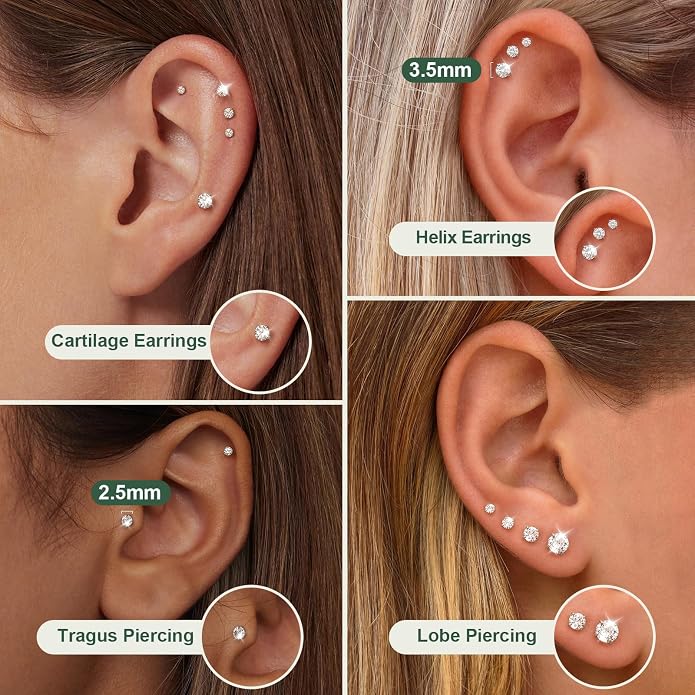 3.5mm
Helix Earrings
Cartilage Earrings
2.5mm
Tragus Piercing
Lobe Piercing